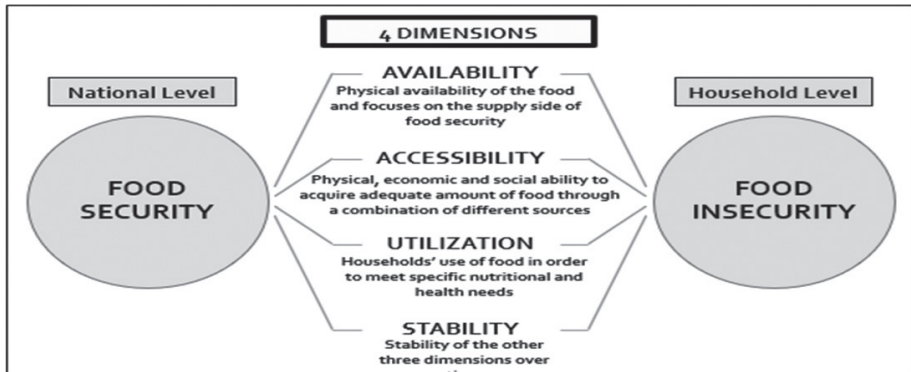 4 DIMENSIONS
National Level
Household Level
FOOD
SECURITY
AVAILABILITY
Physical availability of the food
and focuses on the supply side of
food security
ACCESSIBILITY
Physical, economic and social ability to
acquire adequate amount of food through
a combination of different sources
UTILIZATION
Households' use of food in order
to meet specific nutritional and
health needs
STABILITY
Stability of the other
three dimensions over
FOOD
INSECURITY